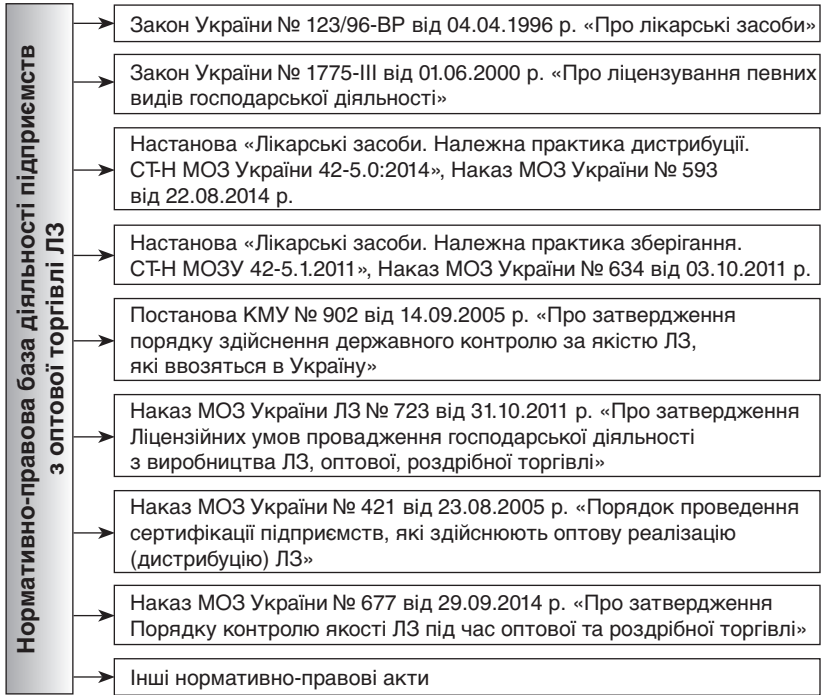 Нормативно-правова база діяльності підприємств
з оптової торгівлі ЛЗ
Закон України № 123/96-ВР від 04.04.1996 р. «Про лікарські засоби»
Закон України № 1775-III від 01.06.2000 р. «Про ліцензування певних
видів господарської діяльності»
Настанова «Лікарські засоби. Належна практика дистрибуції.
СТ-Н МОЗ України 42-5.0:2014», Наказ МОЗ України № 593
від 22.08.2014 р.
Настанова «Лікарські засоби. Належна практика зберігання.
СТ-Н МОЗУ 42-5.1.2011», Наказ МОЗ України № 634 від 03.10.2011 р.
Постанова КМУ № 902 від 14.09.2005 р. «Про затвердження
порядку здійснення державного контролю за якістю ЛЗ,
які ввозяться в Україну»
Наказ МОЗ України ЛЗ № 723 від 31.10.2011 р. «Про затвердження
Ліцензійних умов провадження господарської діяльності
з виробництва ЛЗ, оптової, роздрібної торгівлі»
Наказ МОЗ України № 421 від 23.08.2005 р. «Порядок проведення
сертифікації підприємств, які здійснюють оптову реалізацію
(дистрибуцію) ЛЗ»
Наказ МОЗ України № 677 від 29.09.2014 р. «Про затвердження
Порядку контролю якості ЛЗ під час оптової та роздрібної торгівлі»
Інші нормативно-правові акти